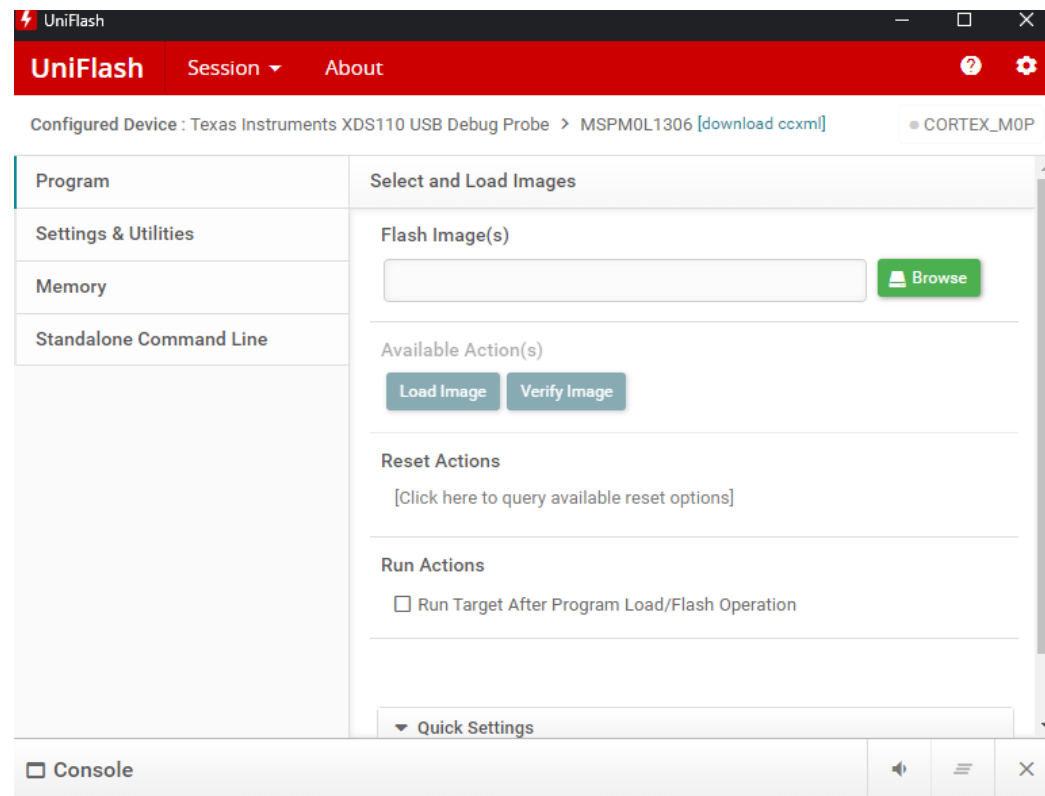 UniFlash
UniFlash Session About
Configured Device : Texas Instruments XDS110 USB Debug Probe > MSPM0L1306 [download ccxml] CORTEX_M0P
Program
Settings & Utilities
Memory
Standalone Command Line
Select and Load Images
Flash Image(s)
Browse
Available Action(s)
Load Image Verify Image
Reset Actions
[Click here to query available reset options]
Run Actions
Run Target After Program Load/Flash Operation
Quick Settings
Console